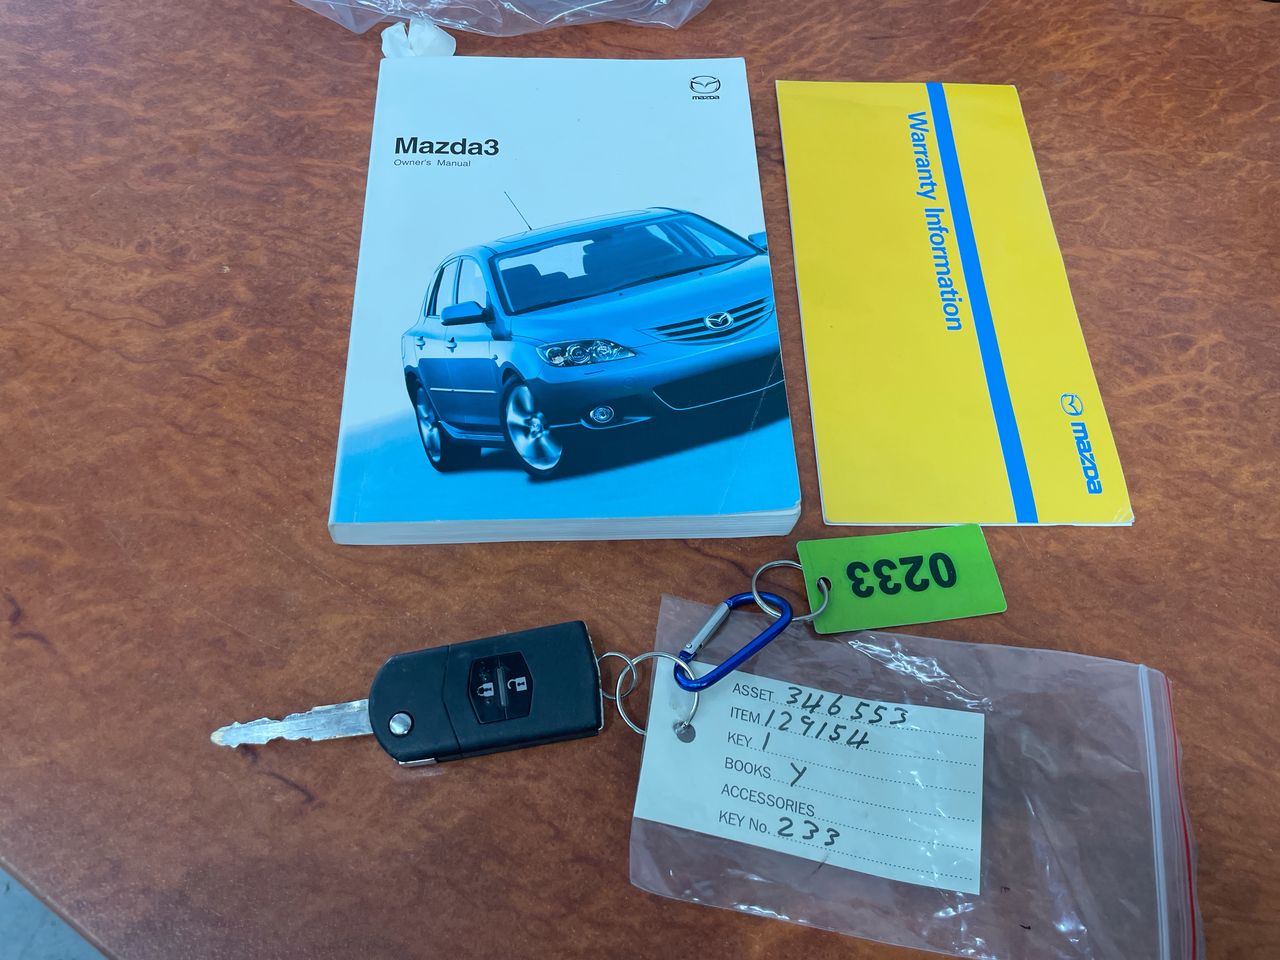 mazda
Mazda3
Owner's Manual
Warranty Information
mazda
0233
ASSET 346553
ITEM 129154
KEY 1
BOOKS Y
ACCESSORIES
KEY No. 233